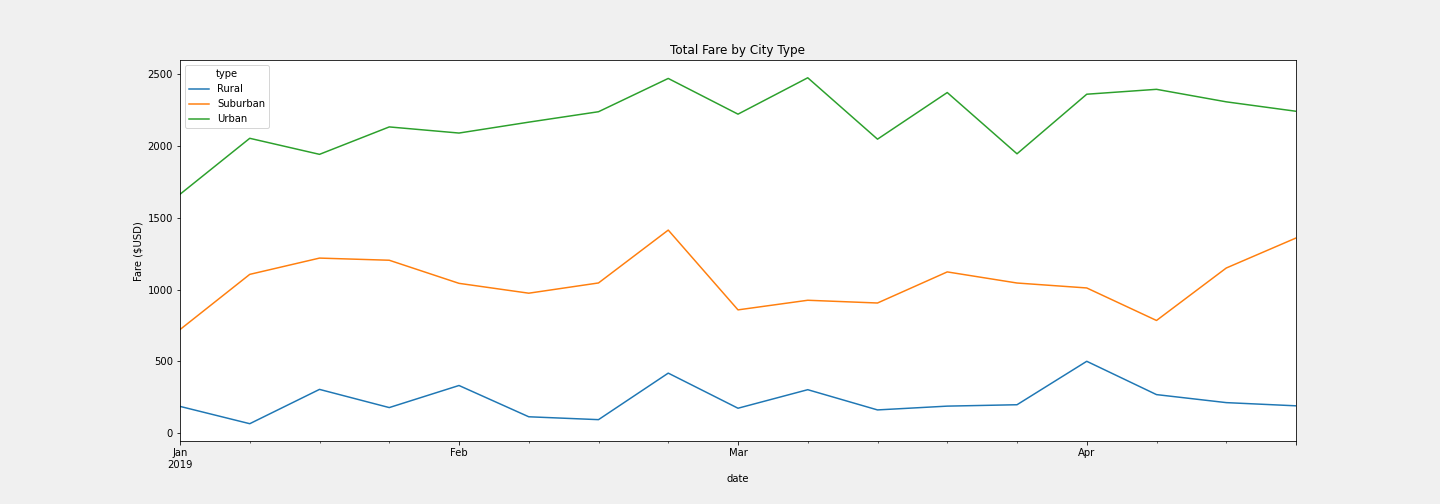 Total Fare by City Type
type
Rural
Suburban
Urban
2500
2000
1500
1000
500
0
Fare ($USD)
Jan
2019
Feb
Mar
Apr
date